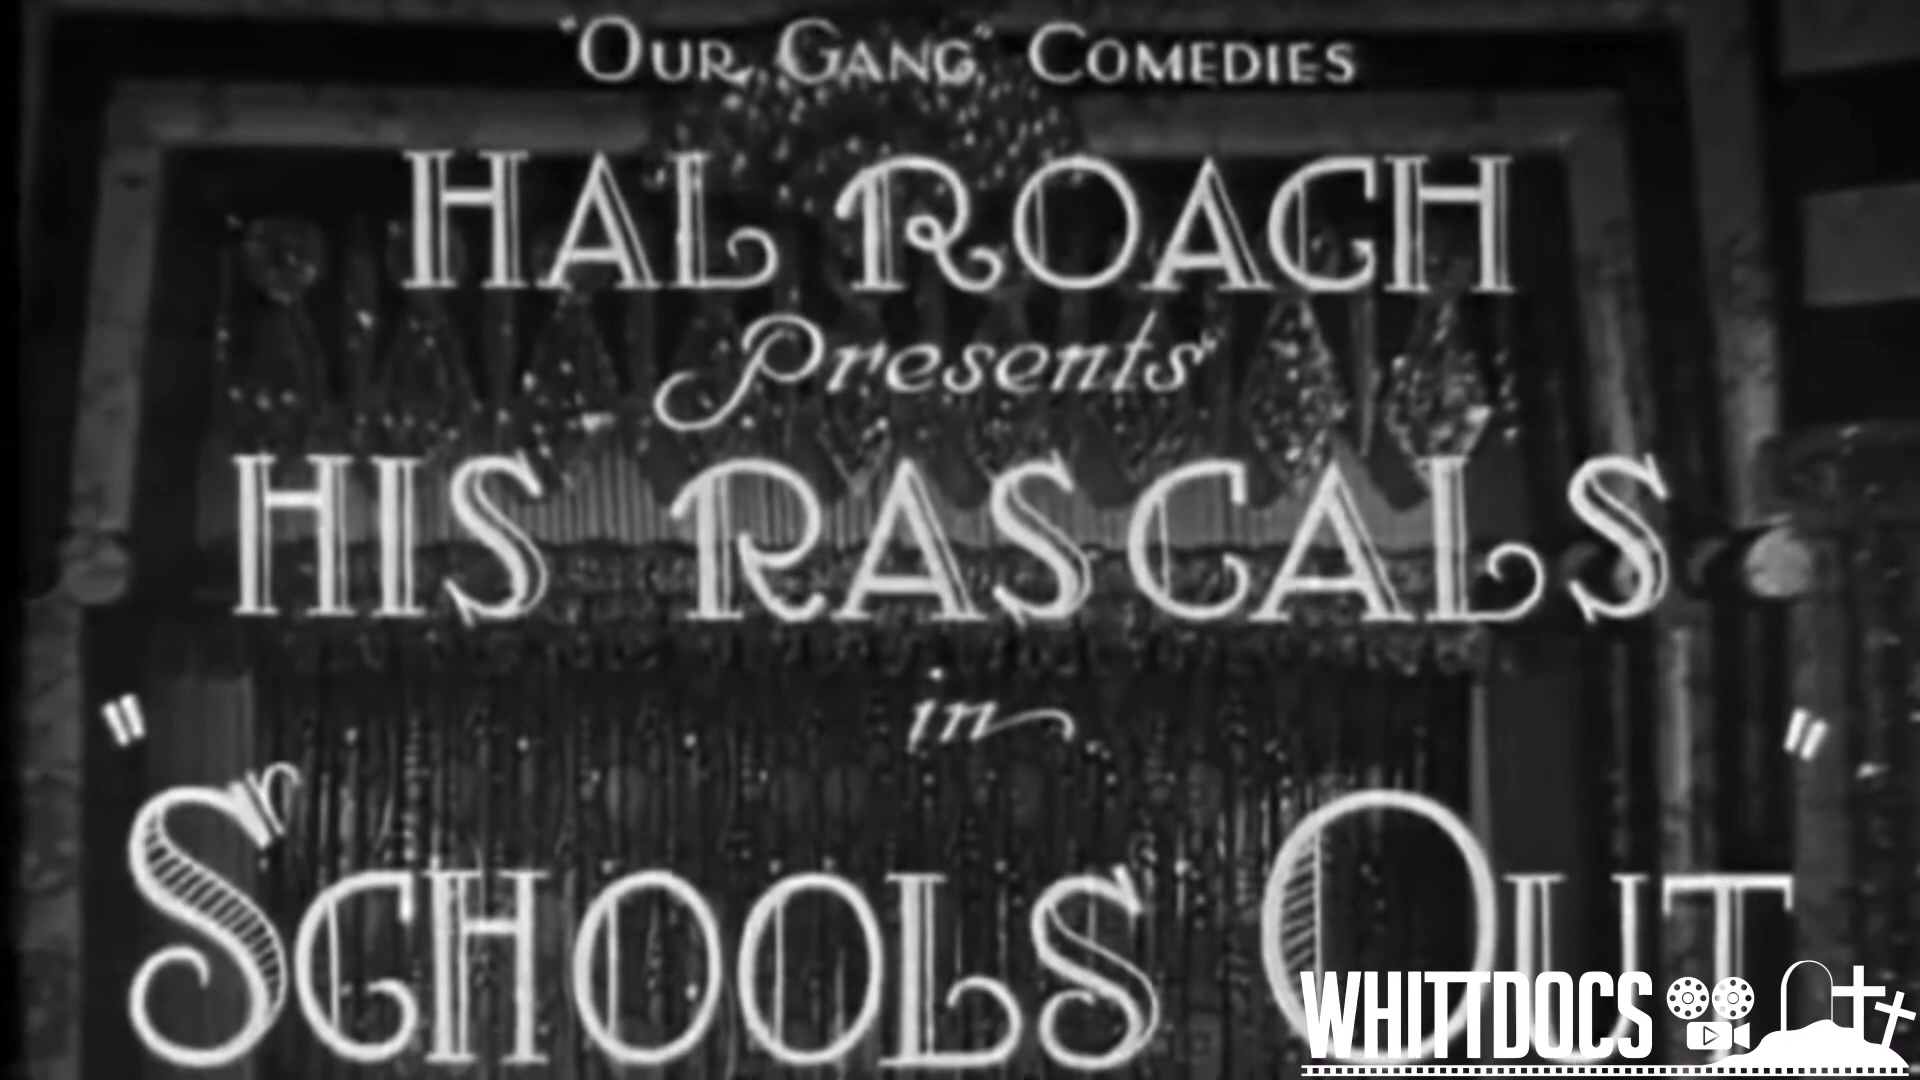 "OUR GANG" COMEDIES
HAL ROACH
Presents
HIS RASCALS
in
"SCHOOLS OUT"
WHITTDOCS